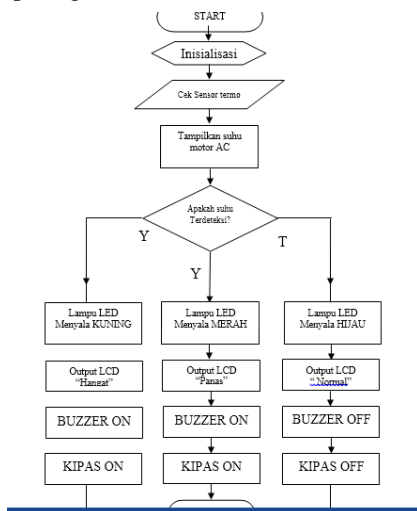 START
Inisialisasi
Cek Sensor termo
Tampilkan suhu
motor AC
Apakah suhu
Terdeteksi?
Y
Y
T
Lampu LED
Menyala KUNING
Lampu LED
Menyala MERAH
Lampu LED
Menyala HIJAU
Output LCD
“Hangat”
Output LCD
“Panas”
Output LCD
“Normal”
BUZZER ON
BUZZER ON
BUZZER OFF
KIPAS ON
KIPAS ON
KIPAS OFF